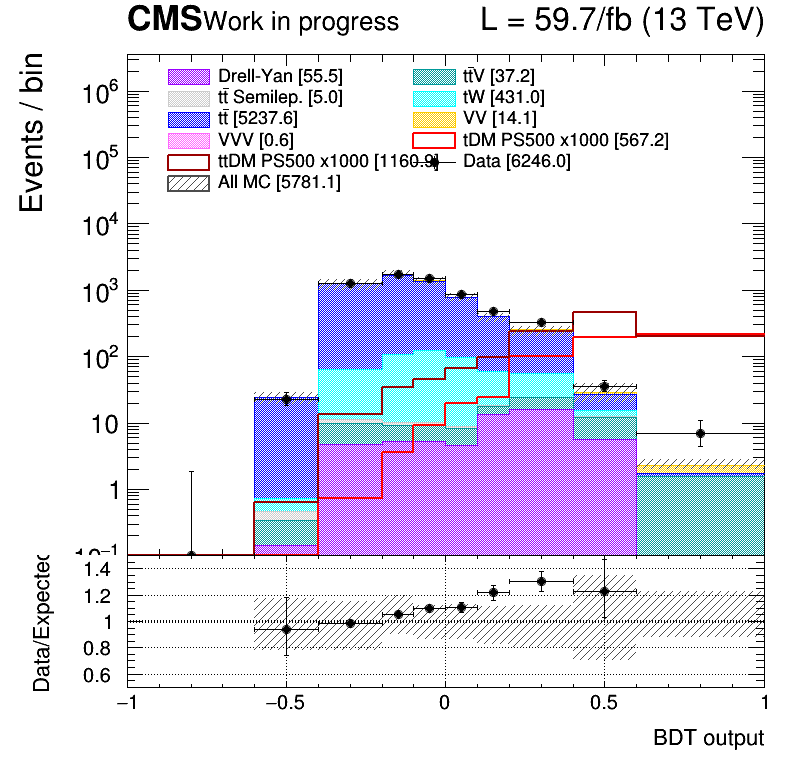 CMS Work in progress L = 59.7/fb (13 TeV)
Events / bin
Drell-Yan [55.5] tt̄V [37.2]
tt̄ Semilep. [5.0] tW [431.0]
tt̄ [5237.6] VV [14.1]
VVV [0.6] tDM PS500 x1000 [567.2]
ttDM PS500 x1000 [1160.9] Data [6246.0]
All MC [5781.1]
10⁶
10⁵
10⁴
10³
10²
10
1
10⁻¹
Data/Expected
1.4
1.2
1
0.8
0.6
−1 −0.5 0 0.5 1
BDT output